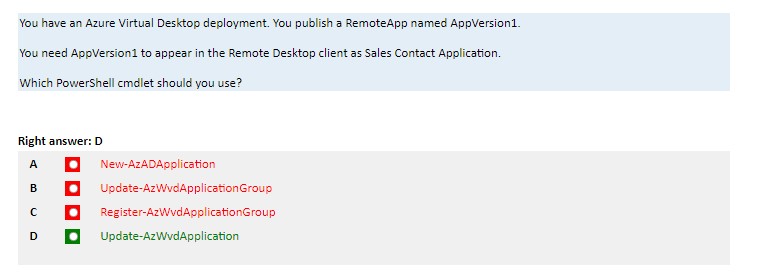 You have an Azure Virtual Desktop deployment. You publish a RemoteApp named AppVersion1.
You need AppVersion1 to appear in the Remote Desktop client as Sales Contact Application.
Which PowerShell cmdlet should you use?
Right answer: D
A New-AzADApplication
B Update-AzWvdApplicationGroup
C Register-AzWvdApplicationGroup
D Update-AzWvdApplication